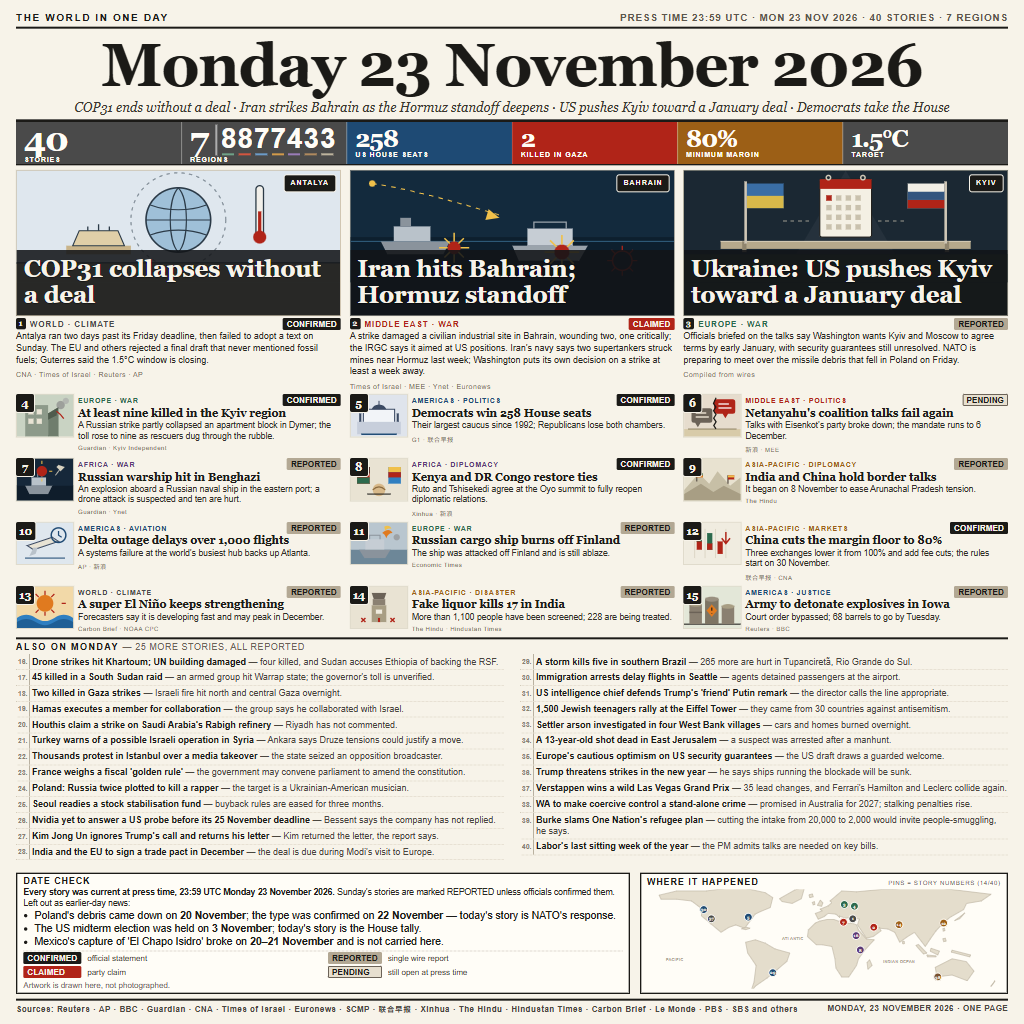 THE WORLD IN ONE DAY
PRESS TIME 23:59 UTC · MON 23 NOV 2026 · 40 STORIES · 7 REGIONS
Monday 23 November 2026
COP31 ends without a deal · Iran strikes Bahrain as the Hormuz standoff deepens · US pushes Kyiv toward a January deal · Democrats take the House
40
STORIES
7
REGIONS
8877433
258
US HOUSE SEATS
2
KILLED IN GAZA
80%
MINIMUM MARGIN
1.5°C
TARGET
ANTALYA
COP31 collapses without
a deal
1 WORLD · CLIMATE
CONFIRMED
Antalya ran two days past its Friday deadline, then failed to adopt a text on
Sunday. The EU and others rejected a final draft that never mentioned fossil
fuels; Guterres said the 1.5°C window is closing.
CNA · Times of Israel · Reuters · AP
BAHRAIN
Iran hits Bahrain;
Hormuz standoff
2 MIDDLE EAST · WAR
CLAIMED
A strike damaged a civilian industrial site in Bahrain, wounding two, one critically;
the IRGC says it aimed at US positions. Iran's navy says two supertankers struck
mines near Hormuz last week; Washington puts its own decision on a strike at
least a week away.
Times of Israel · MEE · Ynet · Euronews
KYIV
Ukraine: US pushes Kyiv
toward a January deal
3 EUROPE · WAR
REPORTED
Officials briefed on the talks say Washington wants Kyiv and Moscow to agree
terms by early January, with security guarantees still unresolved. NATO is
preparing to meet over the missile debris that fell in Poland on Friday.
Compiled from wires
4
EUROPE · WAR
CONFIRMED
At least nine killed in the Kyiv region
A Russian strike partly collapsed an apartment block in Dymer; the
toll rose to nine as rescuers dug through the rubble.
Guardian · Kyiv Independent
5
AMERICAS · POLITICS
CONFIRMED
Democrats win 258 House seats
Their largest caucus since 1992; Republicans lose both chambers.
G1 · 联合早报
6
MIDDLE EAST · POLITICS
PENDING
Netanyahu's coalition talks fail again
Talks with Eisenkot's party broke down; the mandate runs to 6
December.
新浪 · MEE
7
AFRICA · WAR
REPORTED
Russian warship hit in Benghazi
An explosion aboard a Russian naval ship in the eastern port; a
drone attack is suspected and ten are hurt.
Guardian · Ynet
8
AFRICA · DIPLOMACY
CONFIRMED
Kenya and DR Congo restore ties
Ruto and Tshisekedi agree at the Oyo summit to fully reopen
diplomatic relations.
Xinhua · 新浪
9
ASIA-PACIFIC · DIPLOMACY
REPORTED
India and China hold border talks
It began on 8 November to ease Arunachal Pradesh tension.
The Hindu
10
AMERICAS · AVIATION
REPORTED
Delta outage delays over 1,000 flights
A systems failure at the world's busiest hub backs up Atlanta.
AP · 新浪
11
EUROPE · WAR
REPORTED
Russian cargo ship burns off Finland
The ship was attacked off Finland and is still ablaze.
Economic Times
12
ASIA-PACIFIC · MARKETS
CONFIRMED
China cuts the margin floor to 80%
Three exchanges lower it from 100% and add fee cuts; the rules
start on 30 November.
联合早报 · CNA
13
WORLD · CLIMATE
REPORTED
A super El Niño keeps strengthening
Forecasters say it is developing fast and may peak in December.
Carbon Brief · NOAA CPC
14
ASIA-PACIFIC · DISASTER
REPORTED
Fake liquor kills 17 in India
More than 1,100 people have been screened; 228 are being treated.
The Hindu · Hindustan Times
15
AMERICAS · JUSTICE
REPORTED
Army to detonate explosives in Iowa
Court order bypassed; 68 barrels to go by Tuesday.
Reuters · BBC
ALSO ON MONDAY — 25 MORE STORIES, ALL REPORTED
16. Drone strikes hit Khartoum; UN building damaged — four killed, and Sudan accuses Ethiopia of backing the RSF.
17. 45 killed in a South Sudan raid — an armed group hit Warrap state; the governor's toll is unverified.
18. Two killed in Gaza strikes — Israeli fire hit north and central Gaza overnight.
19. Hamas executes a member for collaboration — the group says he collaborated with Israel.
20. Houthis claim a strike on Saudi Arabia's Rabigh refinery — Riyadh has not commented.
21. Turkey warns of a possible Israeli operation in Syria — Ankara says Druze tensions could justify a move.
22. Thousands protest in Istanbul over a media takeover — the state seized an opposition broadcaster.
23. France weighs a fiscal 'golden rule' — the government may convene parliament to amend the constitution.
24. Poland: Russia twice plotted to kill a rapper — the target is a Ukrainian-American musician.
25. Seoul readies a stock stabilisation fund — buyback rules are eased for three months.
26. Nvidia yet to answer a US probe before its 25 November deadline — Bessent says the company has not replied.
27. Kim Jong Un ignores Trump's call and returns his letter — Kim returned the letter, the report says.
28. India and the EU to sign a trade pact in December — the deal is due during Modi's visit to Europe.
29. A storm kills five in southern Brazil — 265 more are hurt in Tupanciretã, Rio Grande do Sul.
30. Immigration arrests delay flights in Seattle — agents detained passengers at the airport.
31. US intelligence chief defends Trump's 'friend' Putin remark — the director calls the line appropriate.
32. 1,500 Jewish teenagers rally at the Eiffel Tower — they came from 30 countries against antisemitism.
33. Settler arson investigated in four West Bank villages — cars and homes burned overnight.
34. A 13-year-old shot dead in East Jerusalem — a suspect was arrested after a manhunt.
35. Europe's cautious optimism on US security guarantees — the US draft draws a guarded welcome.
36. Trump threatens strikes in the new year — he says ships running the blockade will be sunk.
37. Verstappen wins a wild Las Vegas Grand Prix — 35 lead changes, and Ferrari's Hamilton and Leclerc collide again.
38. WA to make coercive control a stand-alone crime — promised in Australia for 2027; stalking penalties rise.
39. Burke slams One Nation's refugee plan — cutting the intake from 20,000 to 2,000 would invite people-smuggling,
he says.
40. Labor's last sitting week of the year — the PM admits talks are needed on key bills.
DATE CHECK
Every story was current at press time, 23:59 UTC Monday 23 November 2026. Sunday's stories are marked REPORTED unless officials confirmed them.
Left out as earlier-day news:
• Poland's debris came down on 20 November; the type was confirmed on 22 November — today's story is NATO's response.
• The US midterm election was held on 3 November; today's story is the House tally.
• Mexico's capture of 'El Chapo Isidro' broke on 20–21 November and is not carried here.
CONFIRMED official statement
REPORTED single wire report
CLAIMED party claim
PENDING still open at press time
Artwork is drawn here, not photographed.
WHERE IT HAPPENED
PINS = STORY NUMBERS (14/40)
ATLANTIC
PACIFIC
INDIAN OCEAN
Sources: Reuters · AP · BBC · Guardian · CNA · Times of Israel · Euronews · SCMP · 联合早报 · Xinhua · The Hindu · Hindustan Times · Carbon Brief · Le Monde · PBS · SBS and others
MONDAY, 23 NOVEMBER 2026 · ONE PAGE